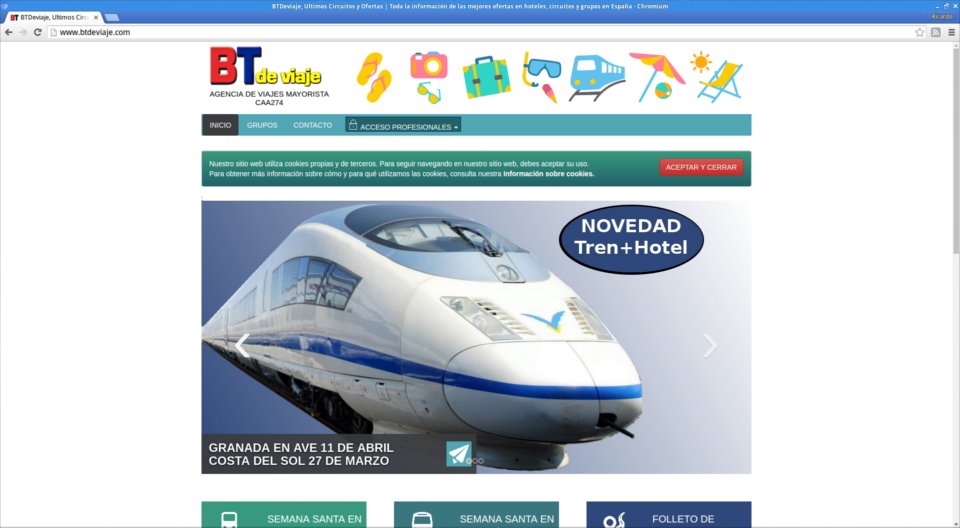 BTDeviaje, Ultimos Circuitos y Ofertas | Toda la información de las mejores ofertas en hoteles, circuitos y grupos en España - Chromium
BTDeviaje, Ultimos Circ
Ricardo
www.btdeviaje.com
BT de viaje
AGENCIA DE VIAJES MAYORISTA
CAA274
INICIO GRUPOS CONTACTO ACCESO PROFESIONALES
Nuestro sitio web utiliza cookies propias y de terceros. Para seguir navegando en nuestro sitio web, debes aceptar su uso.
Para obtener más información sobre cómo y para qué utilizamos las cookies, consulta nuestra Información sobre cookies.
ACEPTAR Y CERRAR
NOVEDAD
Tren+Hotel
GRANADA EN AVE 11 DE ABRIL
COSTA DEL SOL 27 DE MARZO
SEMANA SANTA EN
SEMANA SANTA EN
FOLLETO DE